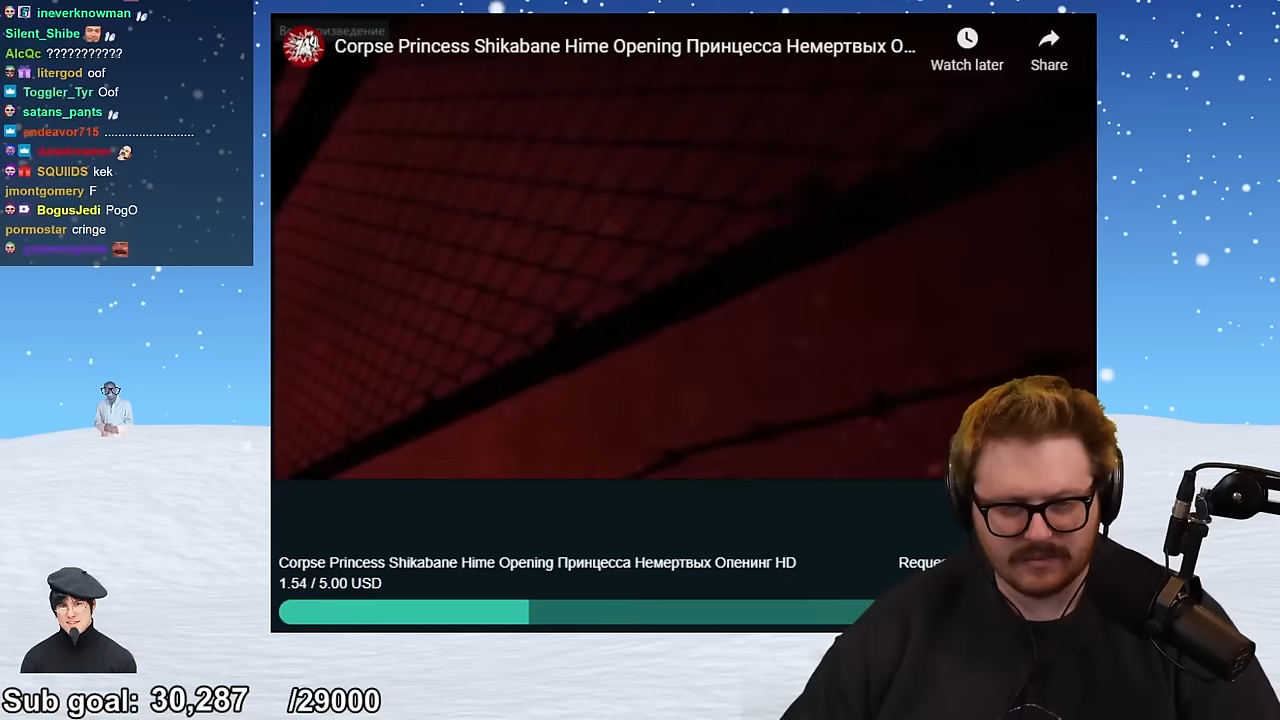 ineverknowman
Silent_Shibe
AlcQc ???????????
litergod oof
Toggler_Tyr Oof
satans_pants
endeavor715 ......................
SQUIIDS kek
jmontgomery F
BogusJedi PogO
pormostar cringe
Corpse Princess Shikabane Hime Opening Принцесса Немертвых О...
Watch later
Share
Corpse Princess Shikabane Hime Opening Принцесса Немертвых Опенинг HD
1.54 / 5.00 USD
Sub goal: 30,287 /29000